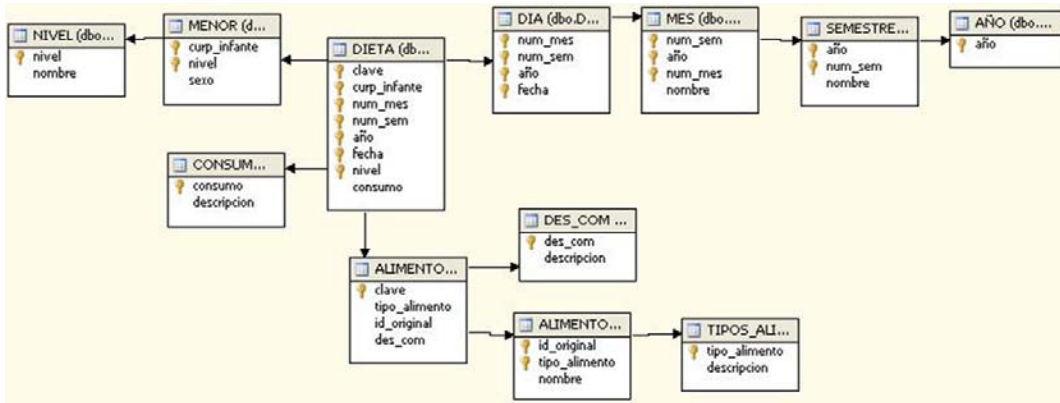 NIVEL (dbo...
nivel
nombre
MENOR (d...
curp_infante
nivel
sexo
DIETA (db...
clave
curp_infante
num_mes
num_sem
año
fecha
nivel
consumo
DIA (dbo.D...
num_mes
num_sem
año
fecha
MES (dbo....
num_sem
año
num_mes
nombre
SEMESTRE...
año
num_sem
nombre
AÑO (dbo....
año
CONSUM...
consumo
descripcion
DES_COM ...
des_com
descripcion
ALIMENTO...
clave
tipo_alimento
id_original
des_com
ALIMENTO...
id_original
tipo_alimento
nombre
TIPOS_ALI...
tipo_alimento
descripcion